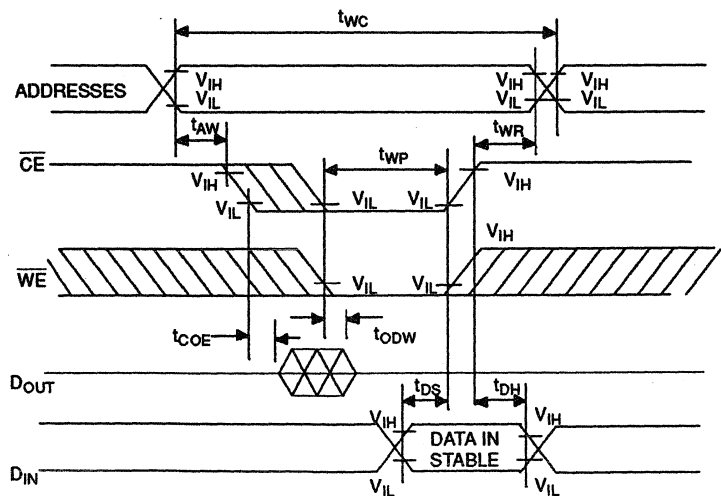 tWC
ADDRESSES
VIH
VIL
VIH
VIL
VIH
VIL
tAW
tWR
CE
tWP
VIH
VIL
VIL
VIL
VIH
WE
VIH
VIL
VIL
tCOE
tODW
DOUT
tDS
tDH
VIH
DATA IN
STABLE
VIH
DIN
VIL
VIL